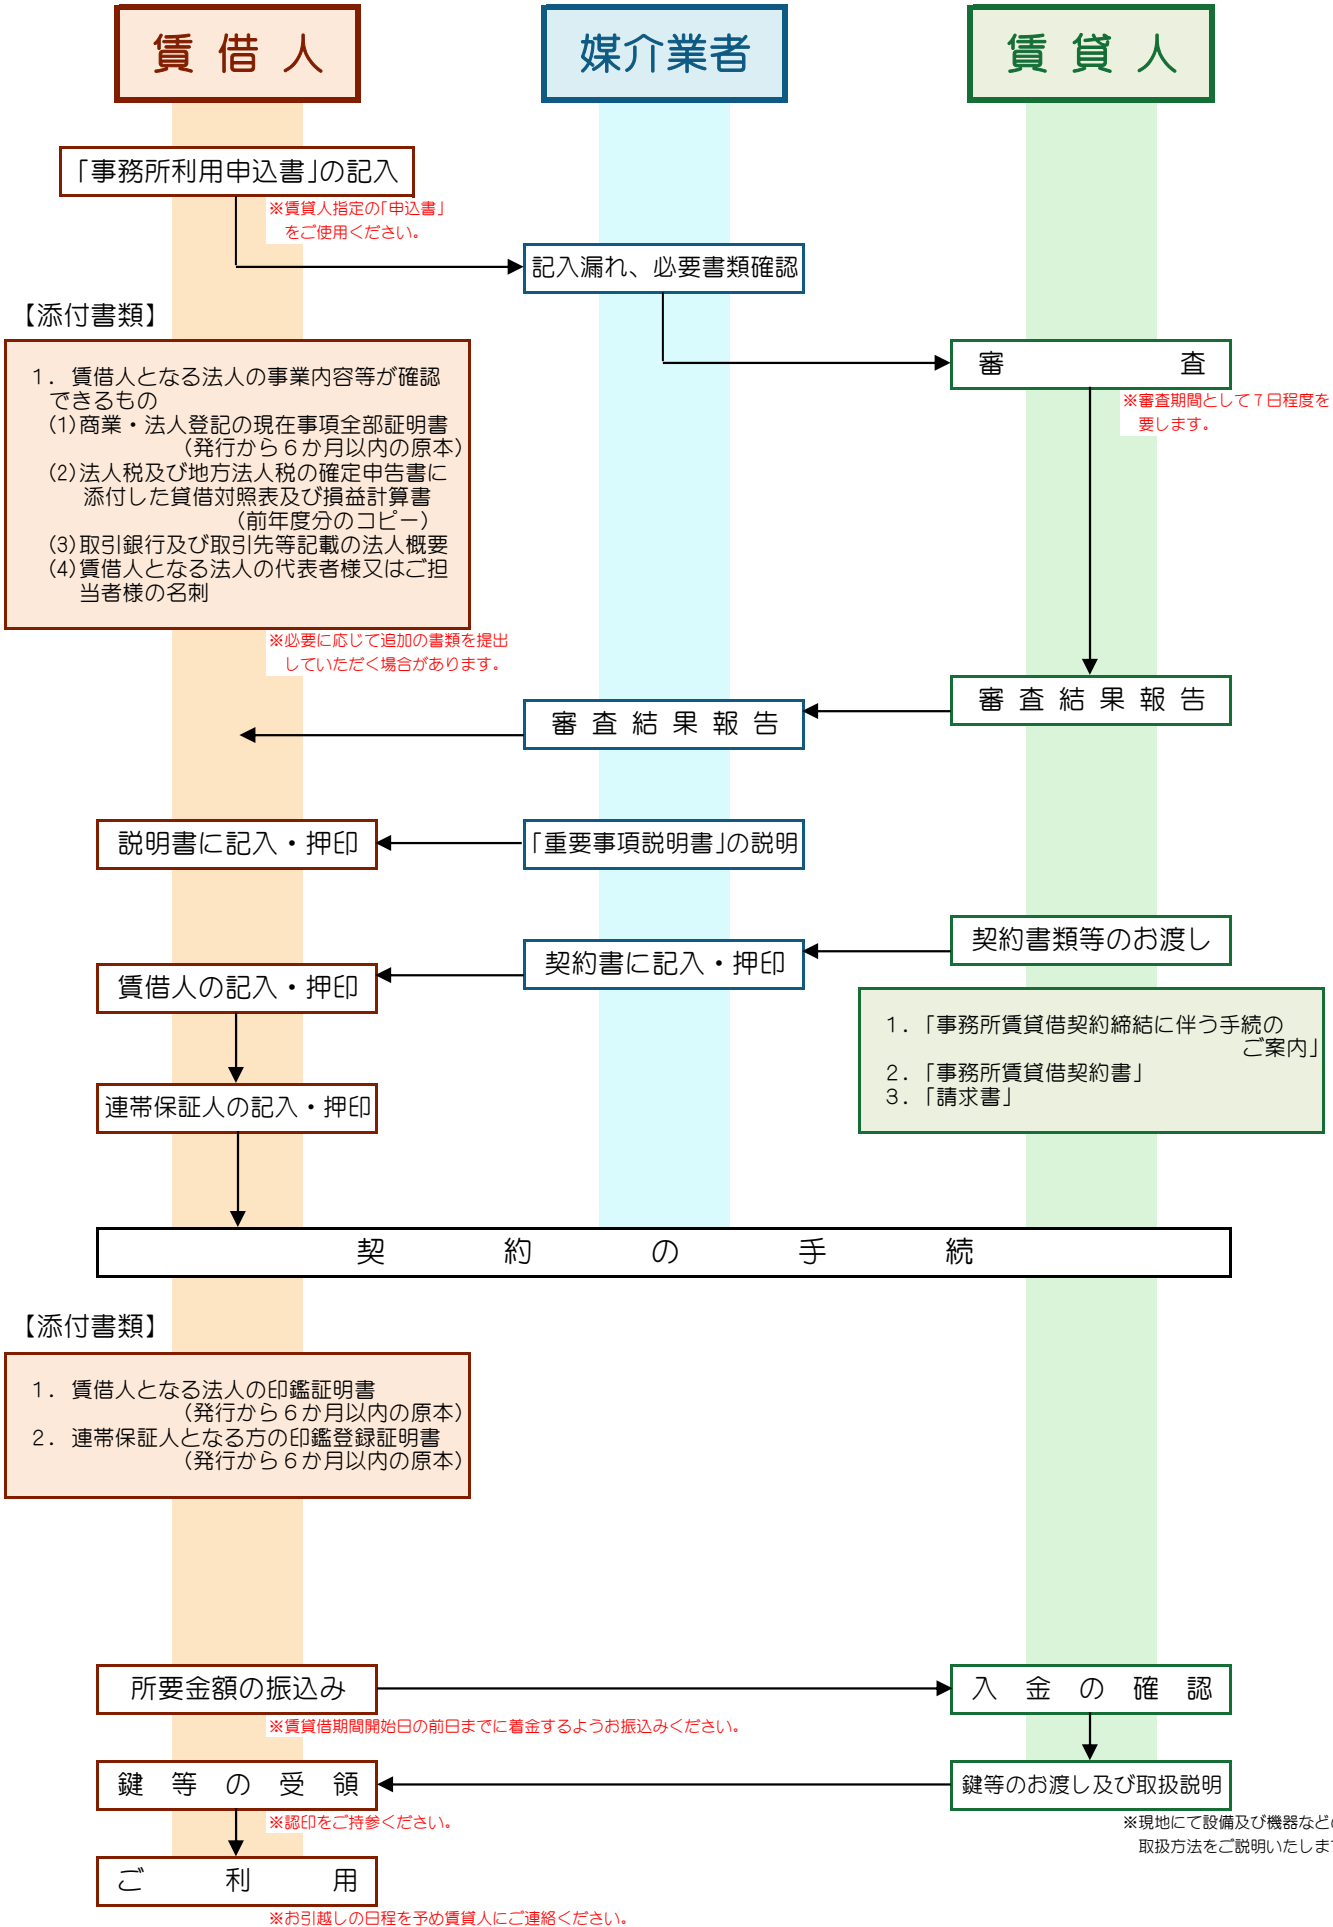 賃借人
媒介業者
賃貸人
「事務所利用申込書」の記入
※賃貸人指定の「申込書」
をご使用ください。
記入漏れ、必要書類確認
【添付書類】
審査
※審査期間として７日程度を
要します。
１．賃借人となる法人の事業内容等が確認
できるもの
(1)商業・法人登記の現在事項全部証明書
（発行から６か月以内の原本）
(2)法人税及び地方法人税の確定申告書に
添付した貸借対照表及び損益計算書
（前年度分のコピー）
(3)取引銀行及び取引先等記載の法人概要
(4)賃借人となる法人の代表者様又はご担
当者様の名刺
※必要に応じて追加の書類を提出
していただく場合があります。
審査結果報告
審査結果報告
説明書に記入・押印
「重要事項説明書」の説明
契約書類等のお渡し
契約書に記入・押印
賃借人の記入・押印
１．「事務所賃貸借契約締結に伴う手続の
ご案内」
２．「事務所賃貸借契約書」
３．「請求書」
連帯保証人の記入・押印
契約の手続
【添付書類】
１．賃借人となる法人の印鑑証明書
（発行から６か月以内の原本）
２．連帯保証人となる方の印鑑登録証明書
（発行から６か月以内の原本）
所要金額の振込み
入金の確認
※賃貸借期間開始日の前日までに着金するようお振込みください。
鍵等の受領
鍵等のお渡し及び取扱説明
※認印をご持参ください。
※現地にて設備及び機器など
取扱方法をご説明いたしま
ご利用
※お引越しの日程を予め賃貸人にご連絡ください。